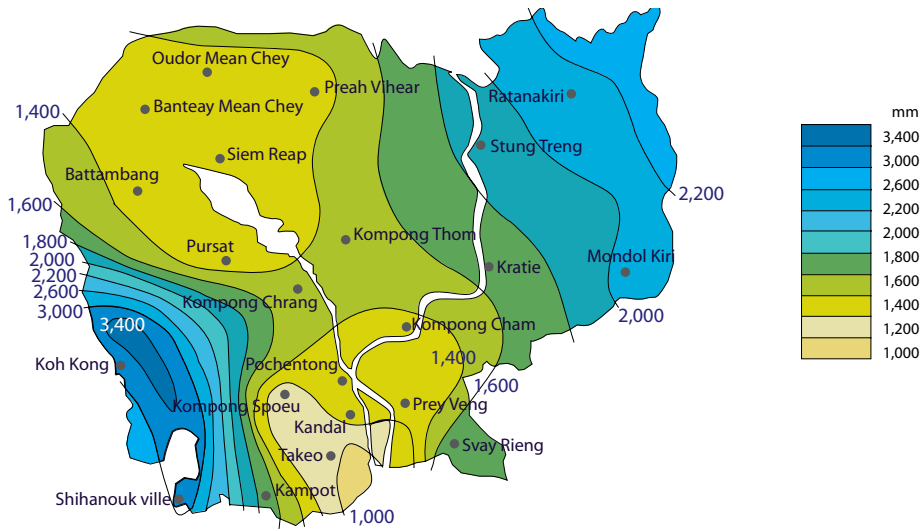 Oudor Mean Chey
Preah Vlhear
Ratanakiri
Banteay Mean Chey
1,400
Stung Treng
Siem Reap
Battambang
2,200
1,600
Kompong Thom
1,800
Pursat
2,000
Kratie
Mondol Kiri
2,200
2,600
Kompong Chrang
3,000
2,000
3,400
Kompong Cham
1,400
Koh Kong
Pochentong
1,600
Kompong Spoeu
Prey Veng
Kandal
Svay Rieng
Takeo
Shihanouk ville
Kampot
1,000
mm
3,400
3,000
2,600
2,200
2,000
1,800
1,600
1,400
1,200
1,000